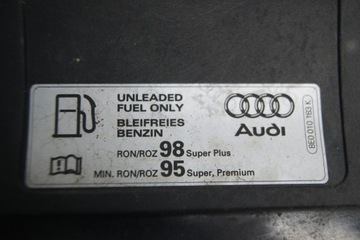 UNLEADED
FUEL ONLY
BLEIFREIES
BENZIN
Audi
RON/ROZ 98 Super Plus
MIN. RON/ROZ 95 Super, Premium
8E0 010 163 K